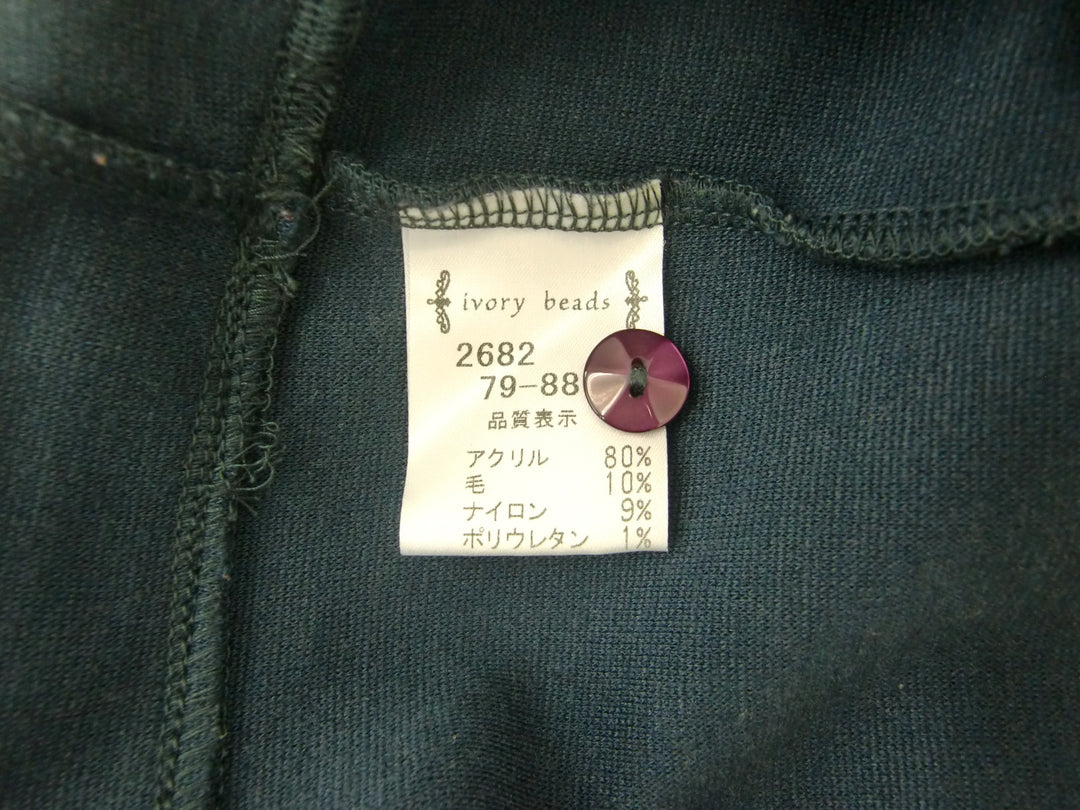 ivory beads
2682
79-88
品質表示
アクリル 80%
毛 10%
ナイロン 9%
ポリウレタン 1%